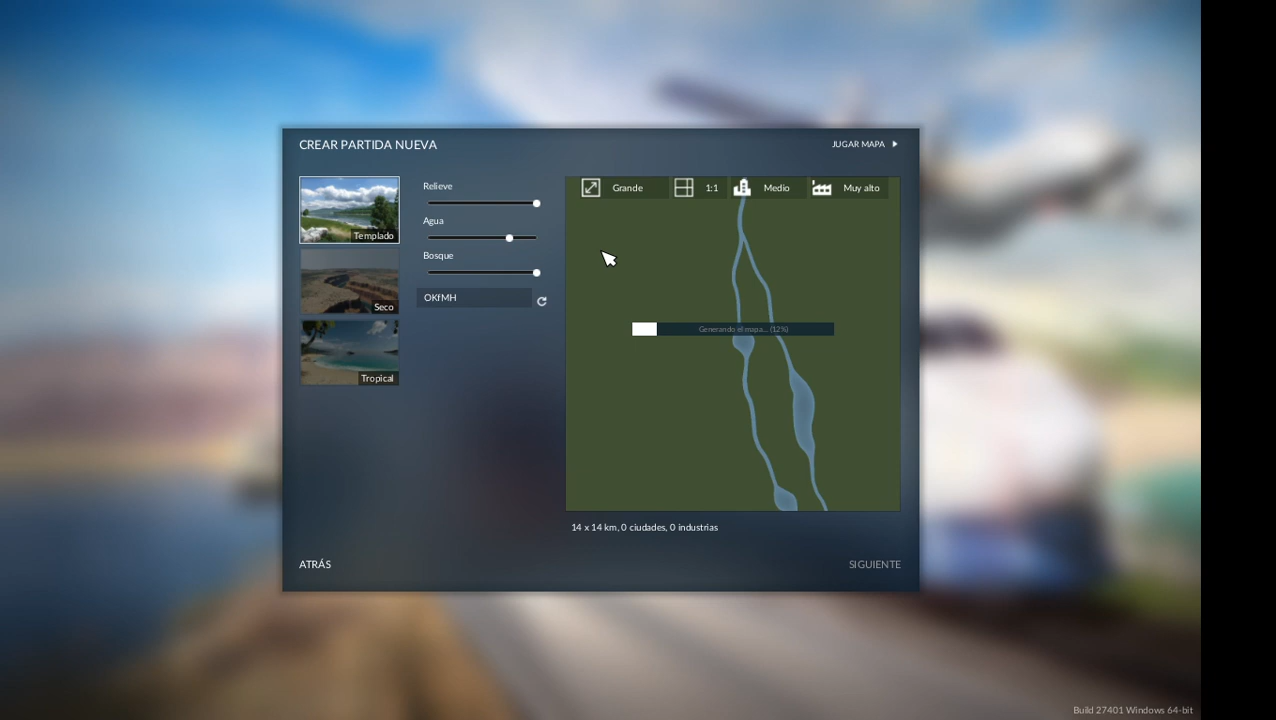 CREAR PARTIDA NUEVA
JUGAR MAPA
Templado
Seco
Tropical
Relieve
Agua
Bosque
OKfMH
Grande
1:1
Medio
Muy alto
Generando el mapa... (12%)
14 x 14 km, 0 ciudades, 0 industrias
ATRÁS
SIGUIENTE
Build 27401 Windows 64-bit